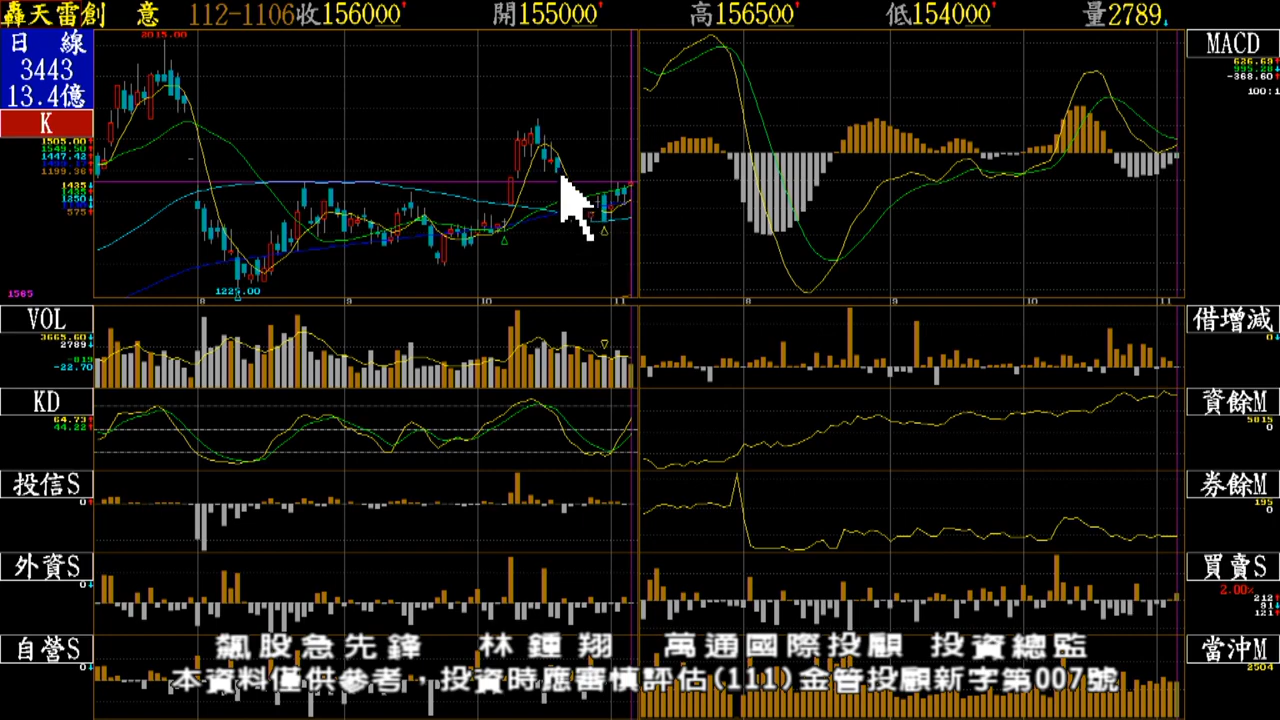 轟天雷創 意 112-1106收156000↑ 開155000↑ 高156500↑ 低154000↑ 量2789↓
日 線
3443
13.4億
K
1505.00↑
1549.50↑
1447.42↓
1199.36↑
1435↓
1350↓
575↑
1565
2015.00
1225.00
8 9 10 11
MACD
995.28↓
-368.60↑
100:1
8 9 10 11
VOL
3665.60↓
2789↓
-819
-22.70
借增減
0↓
KD
64.73↑
44.22↑
資餘M
5815
0
投信S
0↑
券餘M
195
0
外資S
0↓
買賣S
2.00%
212↑
91↓
121↑
自營S
0↓
當沖M
2504
飆股急先鋒 林鍾翔 萬通國際投顧 投資總監
本資料僅供參考，投資時應審慎評估(111)金管投顧新字第007號